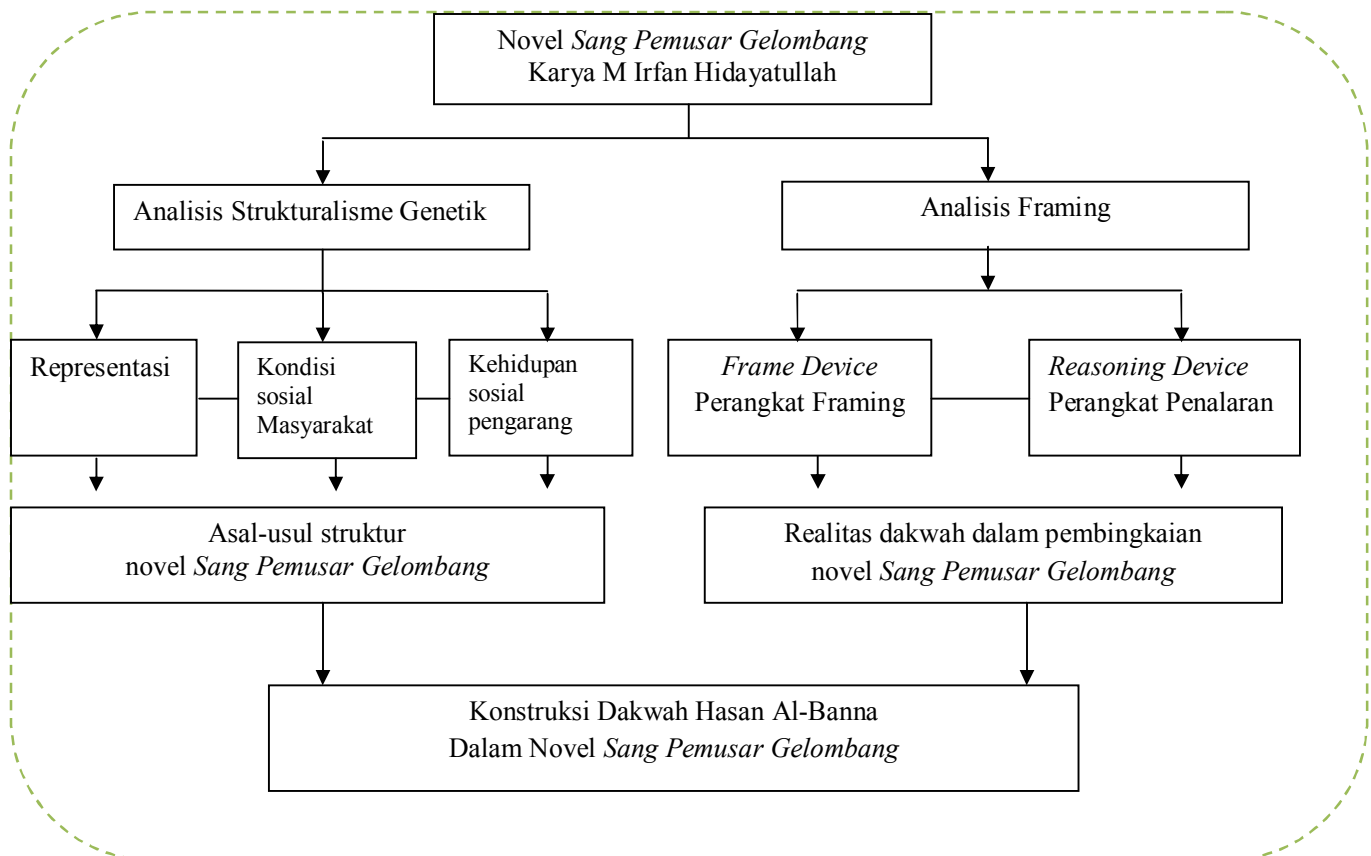 Novel Sang Pemusar Gelombang
Karya M Irfan Hidayatullah
Analisis Strukturalisme Genetik
Analisis Framing
Representasi
Kondisi
sosial
Masyarakat
Kehidupan
sosial
pengarang
Frame Device
Perangkat Framing
Reasoning Device
Perangkat Penalaran
Asal-usul struktur
novel Sang Pemusar Gelombang
Realitas dakwah dalam pembingkaian
novel Sang Pemusar Gelombang
Konstruksi Dakwah Hasan Al-Banna
Dalam Novel Sang Pemusar Gelombang